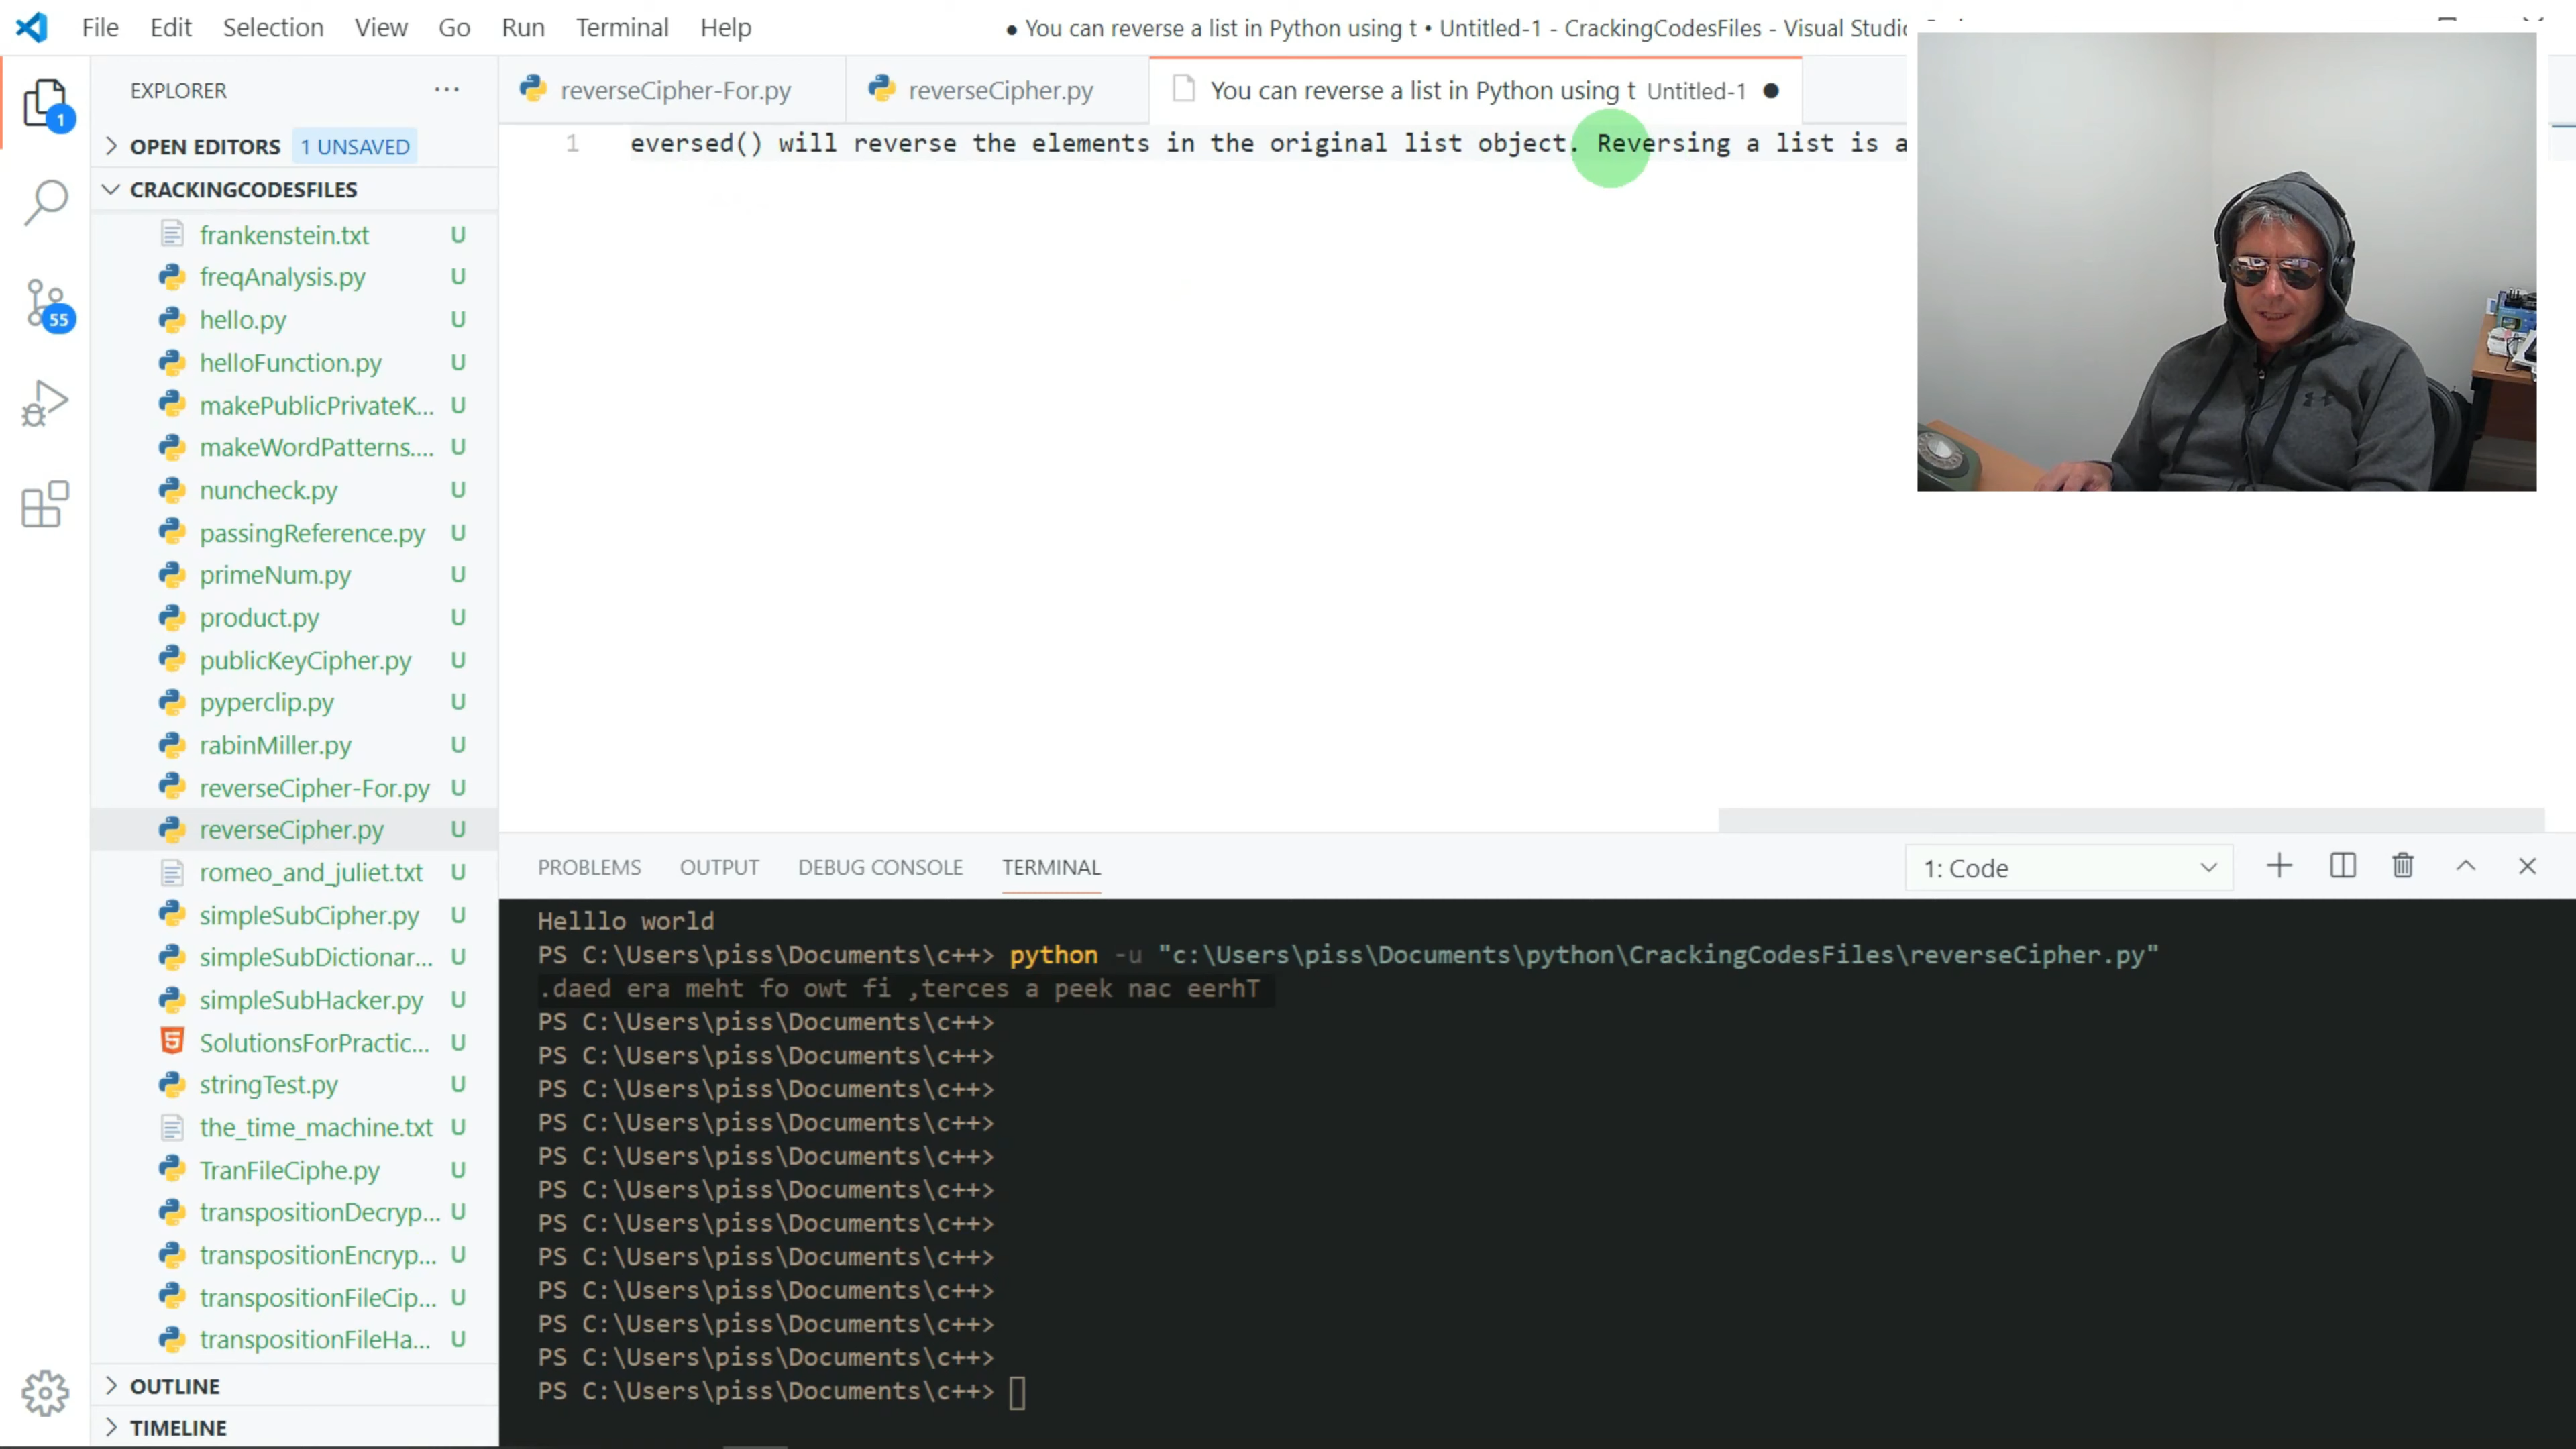 File Edit Selection View Go Run Terminal Help
● You can reverse a list in Python using t • Untitled-1 - CrackingCodesFiles - Visual
EXPLORER
reverseCipher-For.py
reverseCipher.py
You can reverse a list in Python using t Untitled-1 ●
OPEN EDITORS 1 UNSAVED
CRACKINGCODESFILES
1 eversed() will reverse the elements in the original list object. Reversing a list is a
1
55
frankenstein.txt U
freqAnalysis.py U
hello.py U
helloFunction.py U
makePublicPrivateK... U
makeWordPatterns.... U
nuncheck.py U
passingReference.py U
primeNum.py U
product.py U
publicKeyCipher.py U
pyperclip.py U
rabinMiller.py U
reverseCipher-For.py U
reverseCipher.py U
romeo_and_juliet.txt U
simpleSubCipher.py U
simpleSubDictionar... U
simpleSubHacker.py U
SolutionsForPractic... U
stringTest.py U
the_time_machine.txt U
TranFileCiphe.py U
transpositionDecryp... U
transpositionEncryp... U
transpositionFileCip... U
transpositionFileHa... U
OUTLINE
TIMELINE
PROBLEMS OUTPUT DEBUG CONSOLE TERMINAL
1: Code
Helllo world
PS C:\Users\piss\Documents\c++> python -u "c:\Users\piss\Documents\python\CrackingCodesFiles\reverseCipher.py"
.daed era meht fo owt fi ,terces a peek nac eerhT
PS C:\Users\piss\Documents\c++>
PS C:\Users\piss\Documents\c++>
PS C:\Users\piss\Documents\c++>
PS C:\Users\piss\Documents\c++>
PS C:\Users\piss\Documents\c++>
PS C:\Users\piss\Documents\c++>
PS C:\Users\piss\Documents\c++>
PS C:\Users\piss\Documents\c++>
PS C:\Users\piss\Documents\c++>
PS C:\Users\piss\Documents\c++>
PS C:\Users\piss\Documents\c++>
PS C:\Users\piss\Documents\c++>